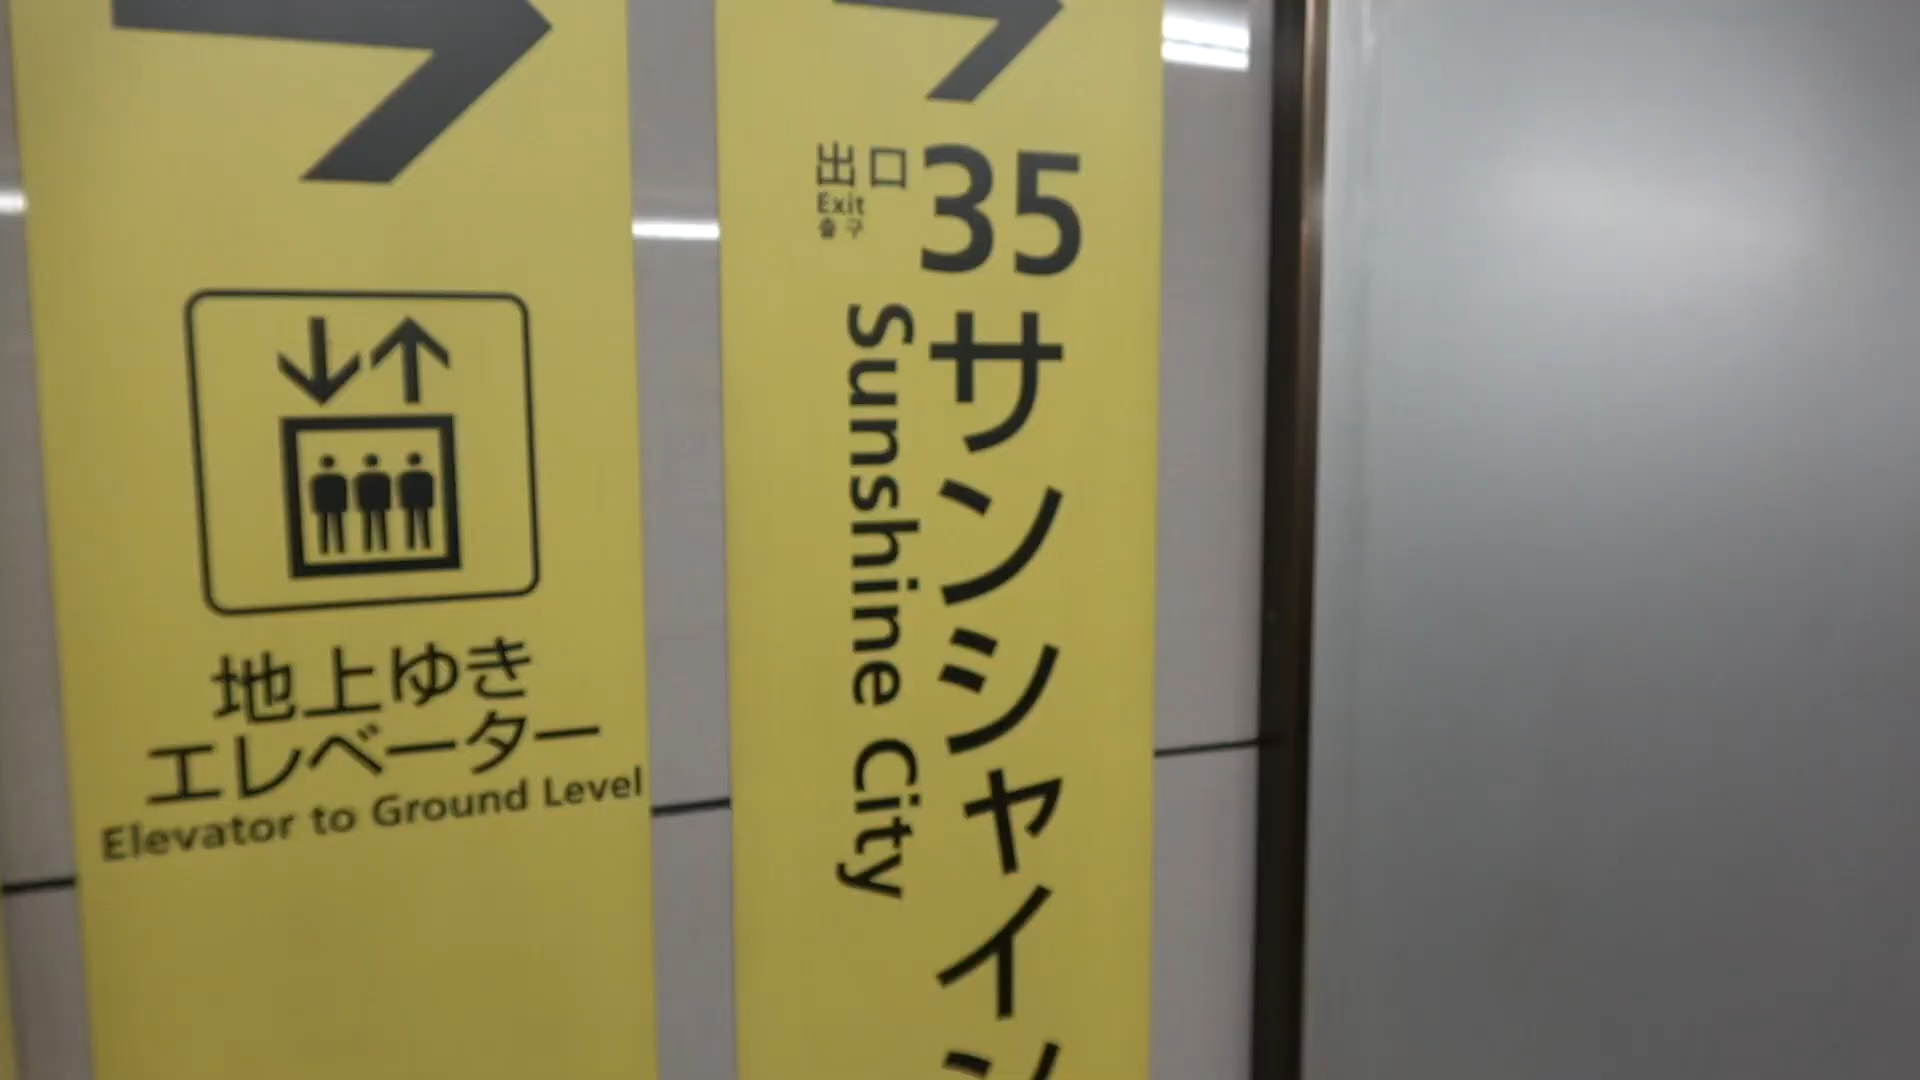 地上ゆき
エレベーター
Elevator to Ground Level
出口
Exit
출구
35
サンシャイン
Sunshine City